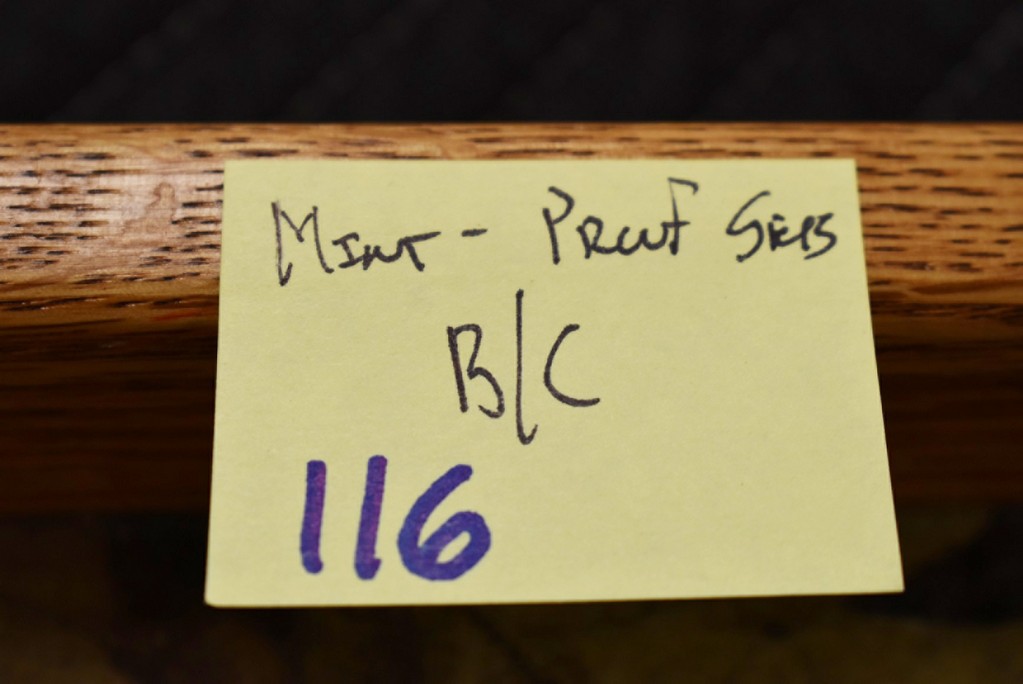 Mint - Proof Sets
B/C
116